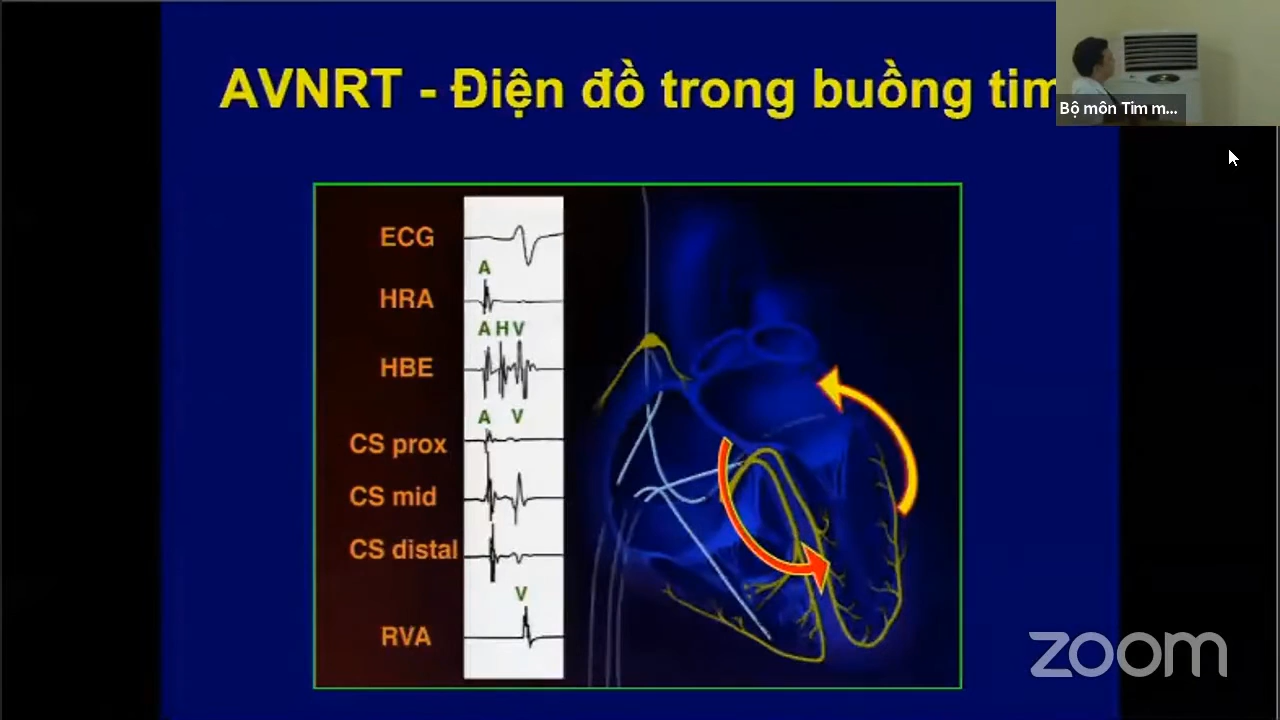 AVNRT - Điện đồ trong buồng tim
Bộ môn Tim m...
ECG
A
HRA
A H V
HBE
A V
CS prox
CS mid
CS distal
V
RVA
zoom